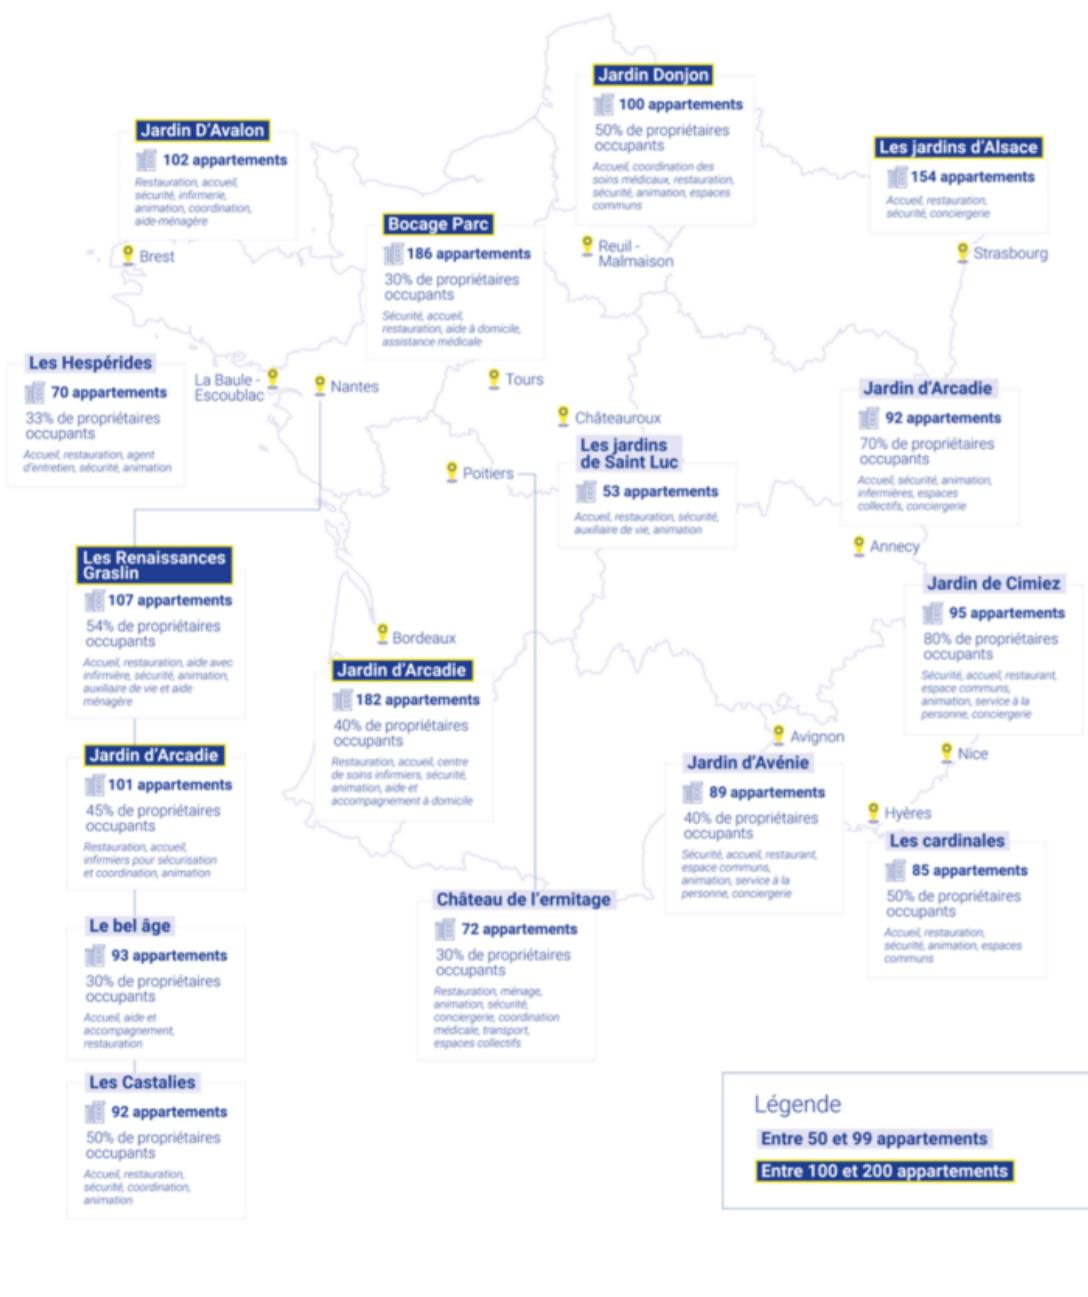 Jardin Donjon
100 appartements
50% de propriétaires
occupants
Accueil, coordination des
soins médicaux, restauration,
sécurité, animation, espaces
communs
Reuil -
Malmaison
Jardin D'Avalon
102 appartements
Restauration, accueil,
sécurité, infirmerie,
animation, coordination,
aide-ménagère
Brest
Les jardins d'Alsace
154 appartements
Accueil, restauration,
sécurité, conciergerie
Strasbourg
Bocage Parc
186 appartements
30% de propriétaires
occupants
Sécurité, accueil,
restauration, aide à domicile,
assistance médicale
Tours
Les Hespérides
70 appartements
33% de propriétaires
occupants
Accueil, restauration, agent
d'entretien, sécurité, animation
La Baule -
Escoublac
Nantes
Châteauroux
Les jardins
de Saint Luc
53 appartements
Accueil, restauration, sécurité,
auxiliaire de vie, animation
Jardin d'Arcadie
92 appartements
70% de propriétaires
occupants
Accueil, sécurité, animation,
infermières, espaces
collectifs, conciergerie
Annecy
Poitiers
Les Renaissances
Graslin
107 appartements
54% de propriétaires
occupants
Accueil, restauration, aide avec
infirmière, sécurité, animation,
auxiliaire de vie et aide
ménagère
Jardin de Cimiez
95 appartements
80% de propriétaires
occupants
Sécurité, accueil, restaurant,
espace communs,
animation, service à la
personne, conciergerie
Nice
Bordeaux
Jardin d'Arcadie
182 appartements
40% de propriétaires
occupants
Restauration, accueil, centre
de soins infirmiers, sécurité,
animation, aide et
accompagnement à domicile
Avignon
Jardin d'Avénie
89 appartements
40% de propriétaires
occupants
Sécurité, accueil, restaurant,
espace communs,
animation, service à la
personne, conciergerie
Jardin d'Arcadie
101 appartements
45% de propriétaires
occupants
Restauration, accueil,
infirmiers pour sécurisation
et coordination, animation
Hyères
Les cardinales
85 appartements
50% de propriétaires
occupants
Accueil, restauration,
sécurité, animation, espaces
communs
Château de l'ermitage
72 appartements
30% de propriétaires
occupants
Restauration, ménage,
animation, sécurité,
conciergerie, coordination
médicale, transport,
espaces collectifs
Le bel âge
93 appartements
30% de propriétaires
occupants
Accueil, aide et
accompagnement,
restauration
Les Castalies
92 appartements
50% de propriétaires
occupants
Accueil, restauration,
sécurité, coordination,
animation
Légende
Entre 50 et 99 appartements
Entre 100 et 200 appartements